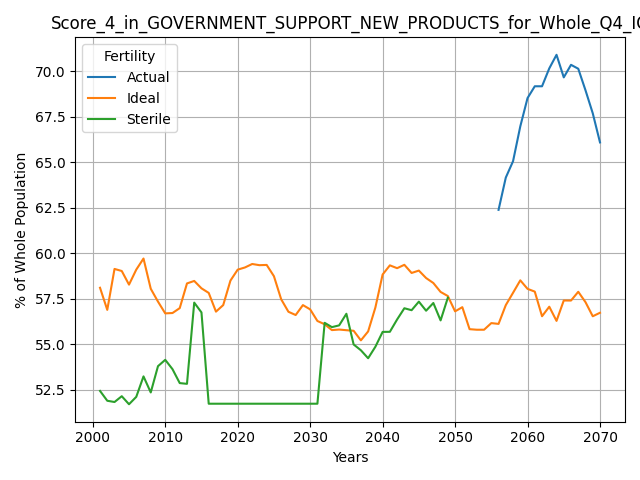 Score_4_in_GOVERNMENT_SUPPORT_NEW_PRODUCTS_for_Whole_Q4_IC
Fertility
Actual
Ideal
Sterile
% of Whole Population
70.0
67.5
65.0
62.5
60.0
57.5
55.0
52.5
2000 2010 2020 2030 2040 2050 2060 2070
Years